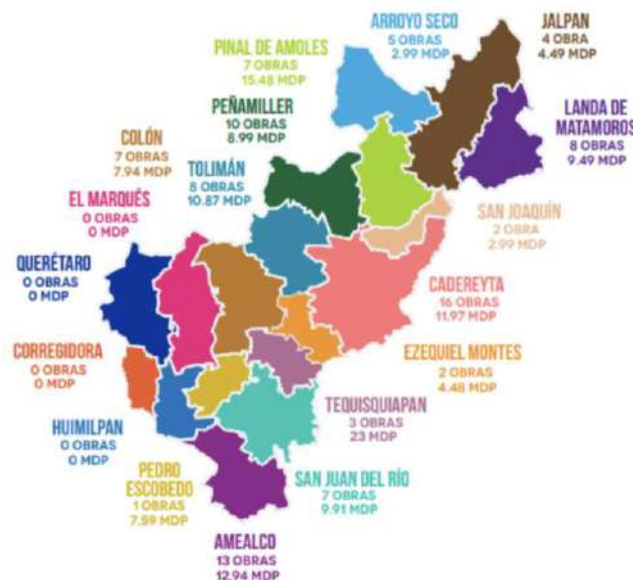 ARROYO SECO
5 OBRAS
2.99 MDP
JALPAN
4 OBRA
4.49 MDP
PINAL DE AMOLES
7 OBRAS
15.48 MDP
PEÑAMILLER
10 OBRAS
8.99 MDP
LANDA DE
MATAMOROS
8 OBRAS
9.49 MDP
COLÓN
7 OBRAS
7.94 MDP
TOLIMÁN
8 OBRAS
10.87 MDP
EL MARQUÉS
0 OBRAS
0 MDP
SAN JOAQUÍN
2 OBRA
2.99 MDP
QUERÉTARO
0 OBRAS
0 MDP
CADEREYTA
16 OBRAS
11.97 MDP
CORREGIDORA
0 OBRAS
0 MDP
EZEQUIEL MONTES
2 OBRAS
4.48 MDP
TEQUISQUIAPAN
3 OBRAS
23 MDP
HUIMILPAN
0 OBRAS
0 MDP
PEDRO
ESCOBEDO
1 OBRAS
7.59 MDP
SAN JUAN DEL RÍO
7 OBRAS
9.91 MDP
AMEALCO
13 OBRAS
12.94 MDP